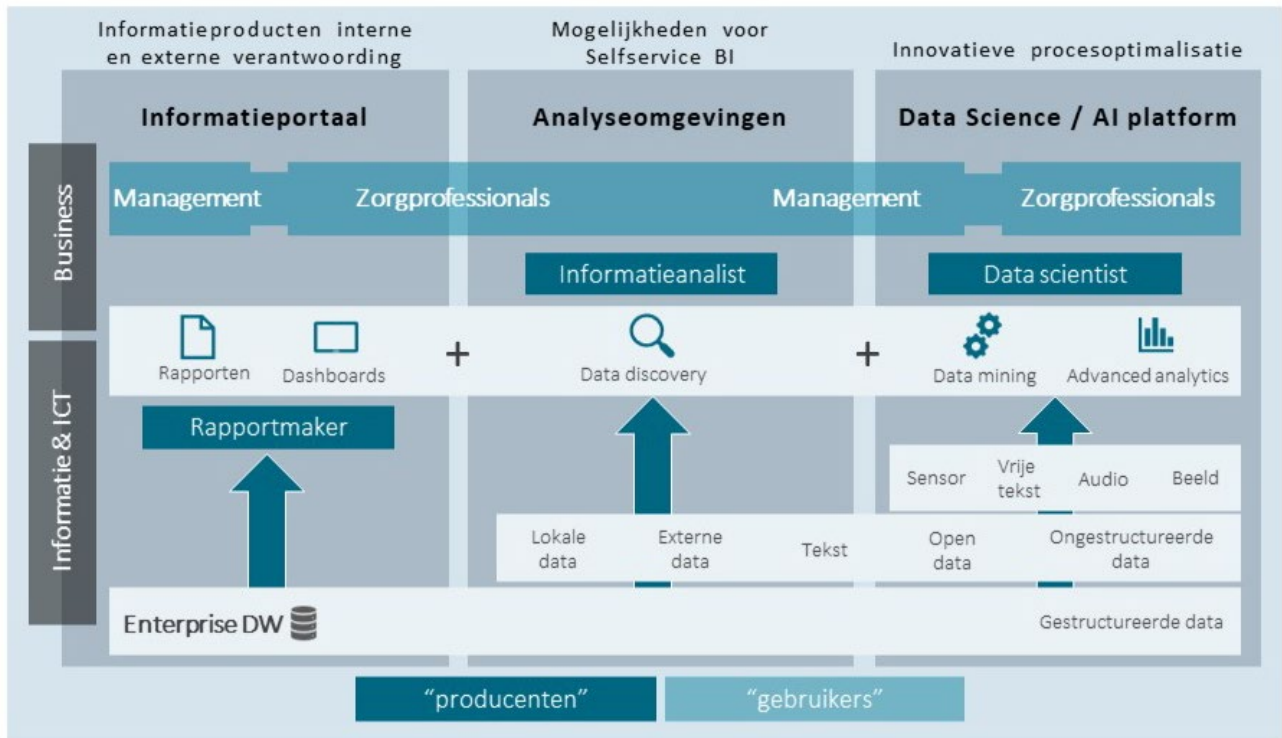 Informatieproducten interne
en externe verantwoording
Mogelijkheden voor
Selfservice BI
Innovatieve procesoptimalisatie
Informatieportaal
Analyseomgevingen
Data Science / AI platform
Business
Management
Zorgprofessionals
Management
Zorgprofessionals
Informatieanalist
Data scientist
Informatie & ICT
Rapporten
Dashboards
+
Data discovery
+
Data mining
Advanced analytics
Rapportmaker
Sensor
Vrije
tekst
Audio
Beeld
Lokale
data
Externe
data
Tekst
Open
data
Ongestructureerde
data
Enterprise DW
Gestructureerde data
“producenten”
“gebruikers”